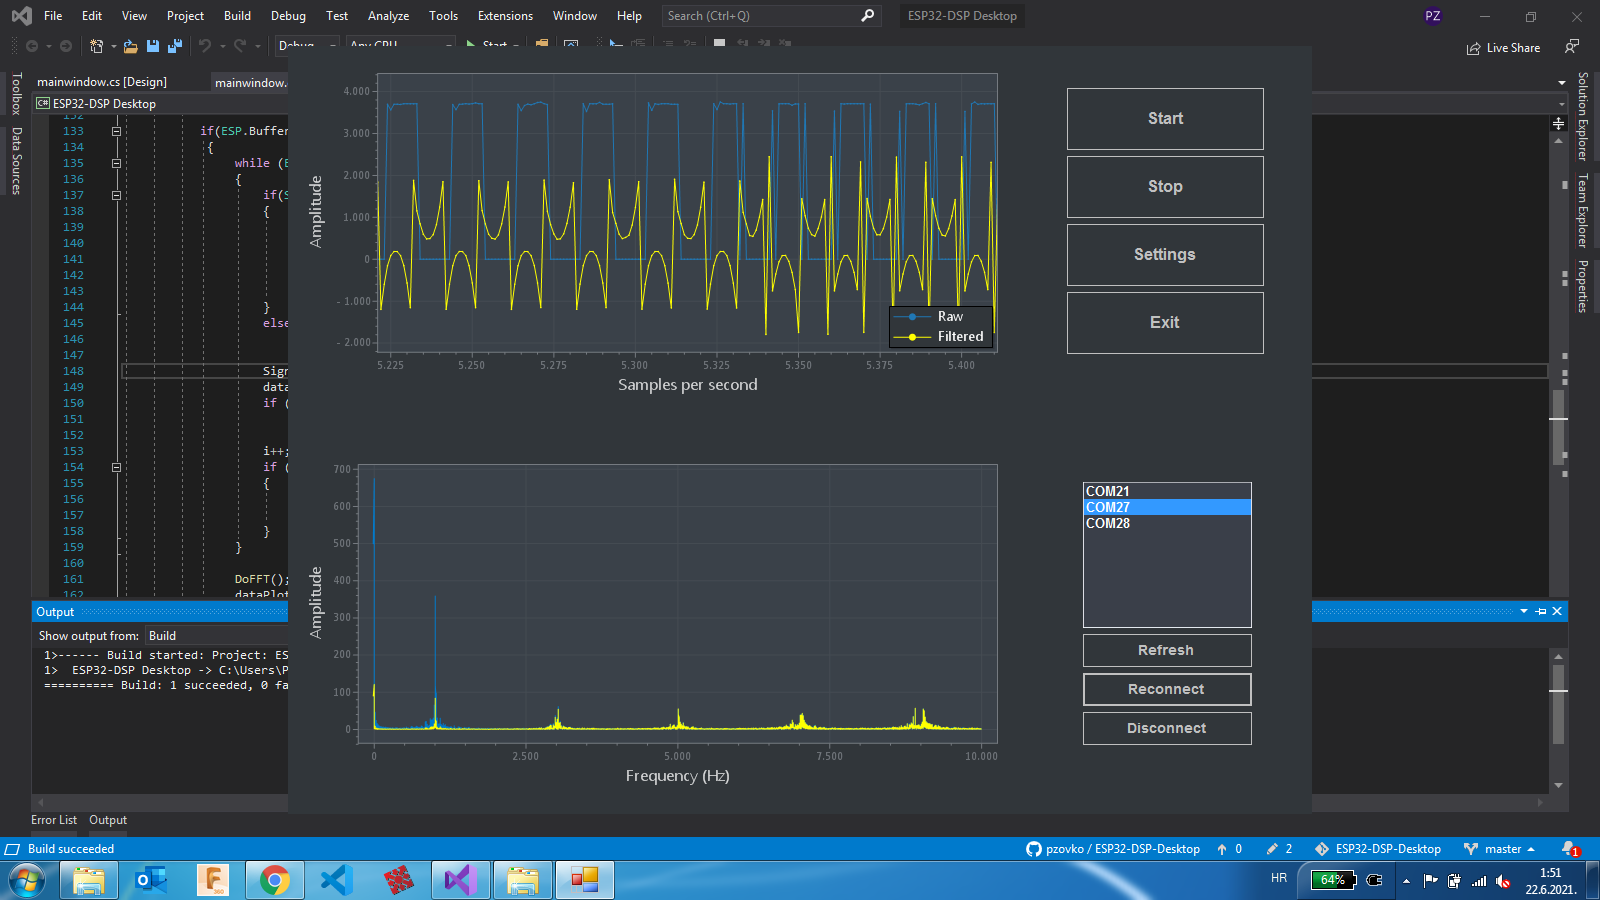 File Edit View Project Build Debug Test Analyze Tools Extensions Window Help Search (Ctrl+Q) ESP32-DSP Desktop PZ
Debug Any CPU Start
Live Share
mainwindow.cs [Design] mainwindow.
C# ESP32-DSP Desktop
Toolbox
Data Sources
Solution Explorer
Team Explorer
Properties
132
133 if(ESP.Buffer
134 {
135 while (E
136 {
137 if(S
138 {
139
140
141
142
143
144 }
145 else
146
147
148 Sign
149 data
150 if (
151
152
153 i++;
154 if (
155 {
156
157
158 }
159 }
160
161 DoFFT();
162 dataPlot
Amplitude
4.000
3.000
2.000
1.000
0
- 1.000
- 2.000
Raw
Filtered
5.225 5.250 5.275 5.300 5.325 5.350 5.375 5.400
Samples per second
Start
Stop
Settings
Exit
Amplitude
700
600
500
400
300
200
100
0
0 2.500 5.000 7.500 10.000
Frequency (Hz)
COM21
COM27
COM28
Refresh
Reconnect
Disconnect
Output
Show output from: Build
1>------ Build started: Project: ES
1> ESP32-DSP Desktop -> C:\Users\P
========== Build: 1 succeeded, 0 fa
Error List Output
Build succeeded pzovko / ESP32-DSP-Desktop 0 2 ESP32-DSP-Desktop master 1
HR 64% 1:51
22.6.2021.